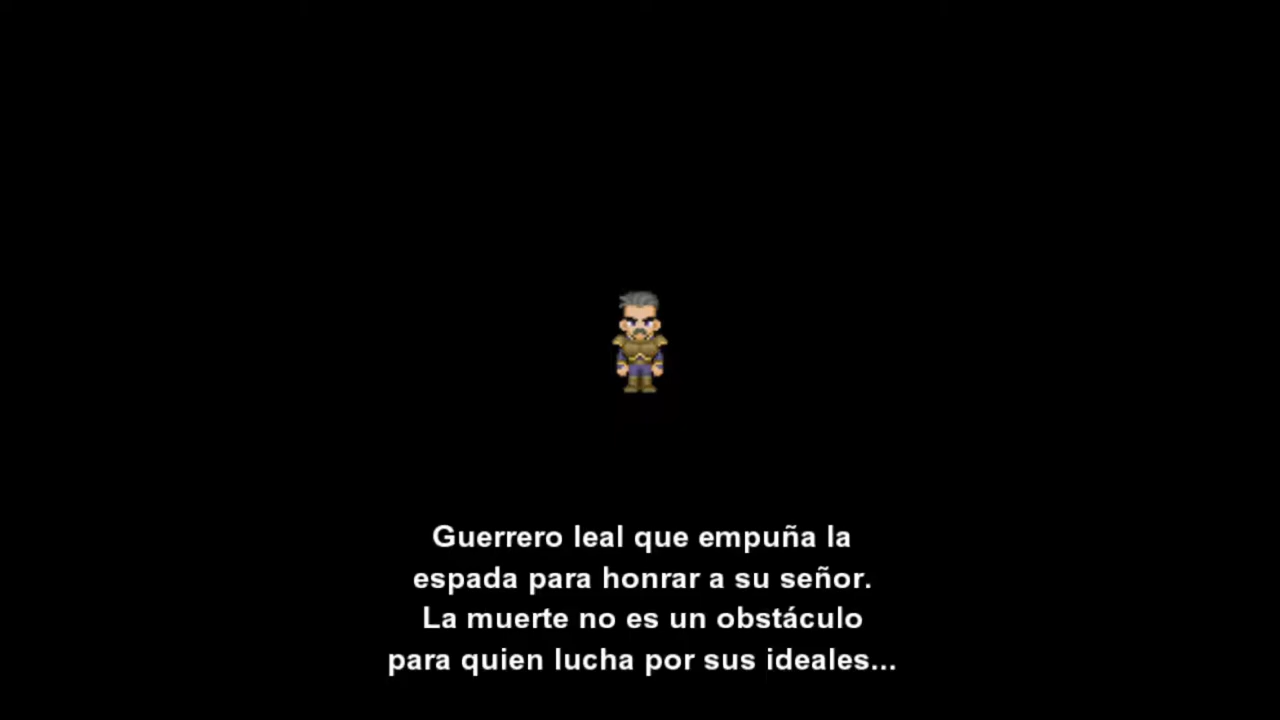 Guerrero leal que empuña la
espada para honrar a su señor.
La muerte no es un obstáculo
para quien lucha por sus ideales...